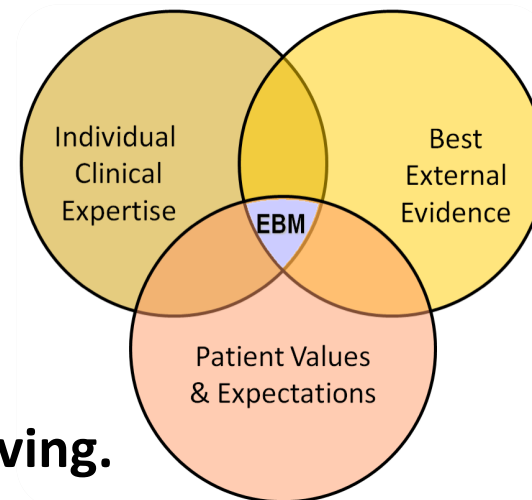 Individual
Clinical
Expertise
Best
External
Evidence
EBM
Patient Values
& Expectations
ving.